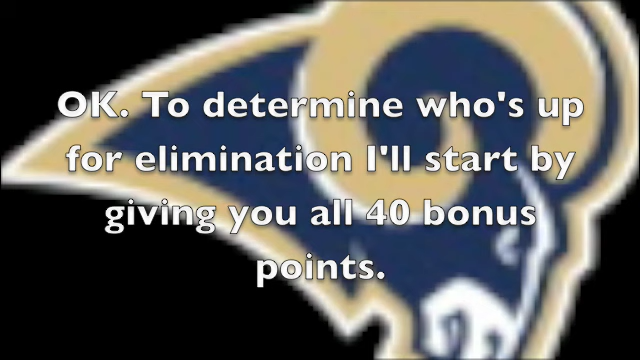 OK. To determine who's up
for elimination I'll start by
giving you all 40 bonus
points.